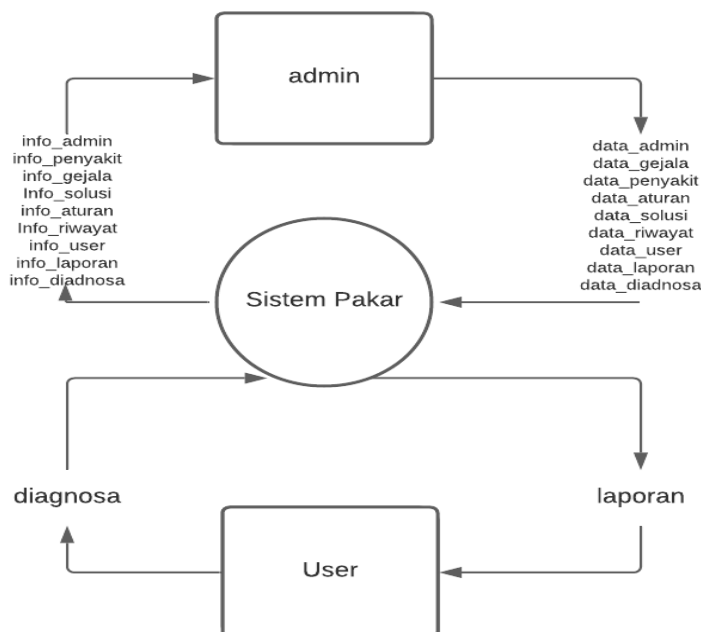 admin
info_admin
info_penyakit
info_gejala
Info_solusi
info_aturan
Info_riwayat
info_user
info_laporan
info_diadnosa
data_admin
data_gejala
data_penyakit
data_aturan
data_solusi
data_riwayat
data_user
data_laporan
data_diadnosa
Sistem Pakar
diagnosa
laporan
User